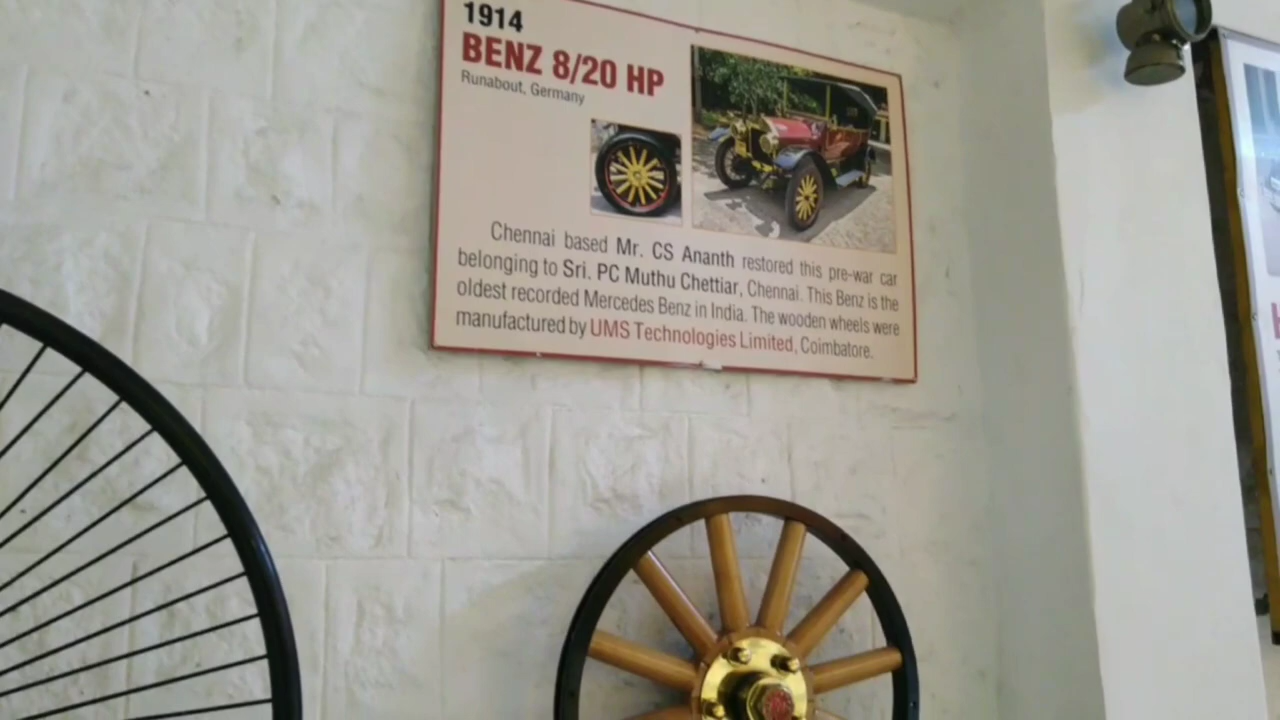 1914
BENZ 8/20 HP
Runabout, Germany
Chennai based Mr. CS Ananth restored this pre-war car
belonging to Sri. PC Muthu Chettiar, Chennai. This Benz is the
oldest recorded Mercedes Benz in India. The wooden wheels were
manufactured by UMS Technologies Limited, Coimbatore.